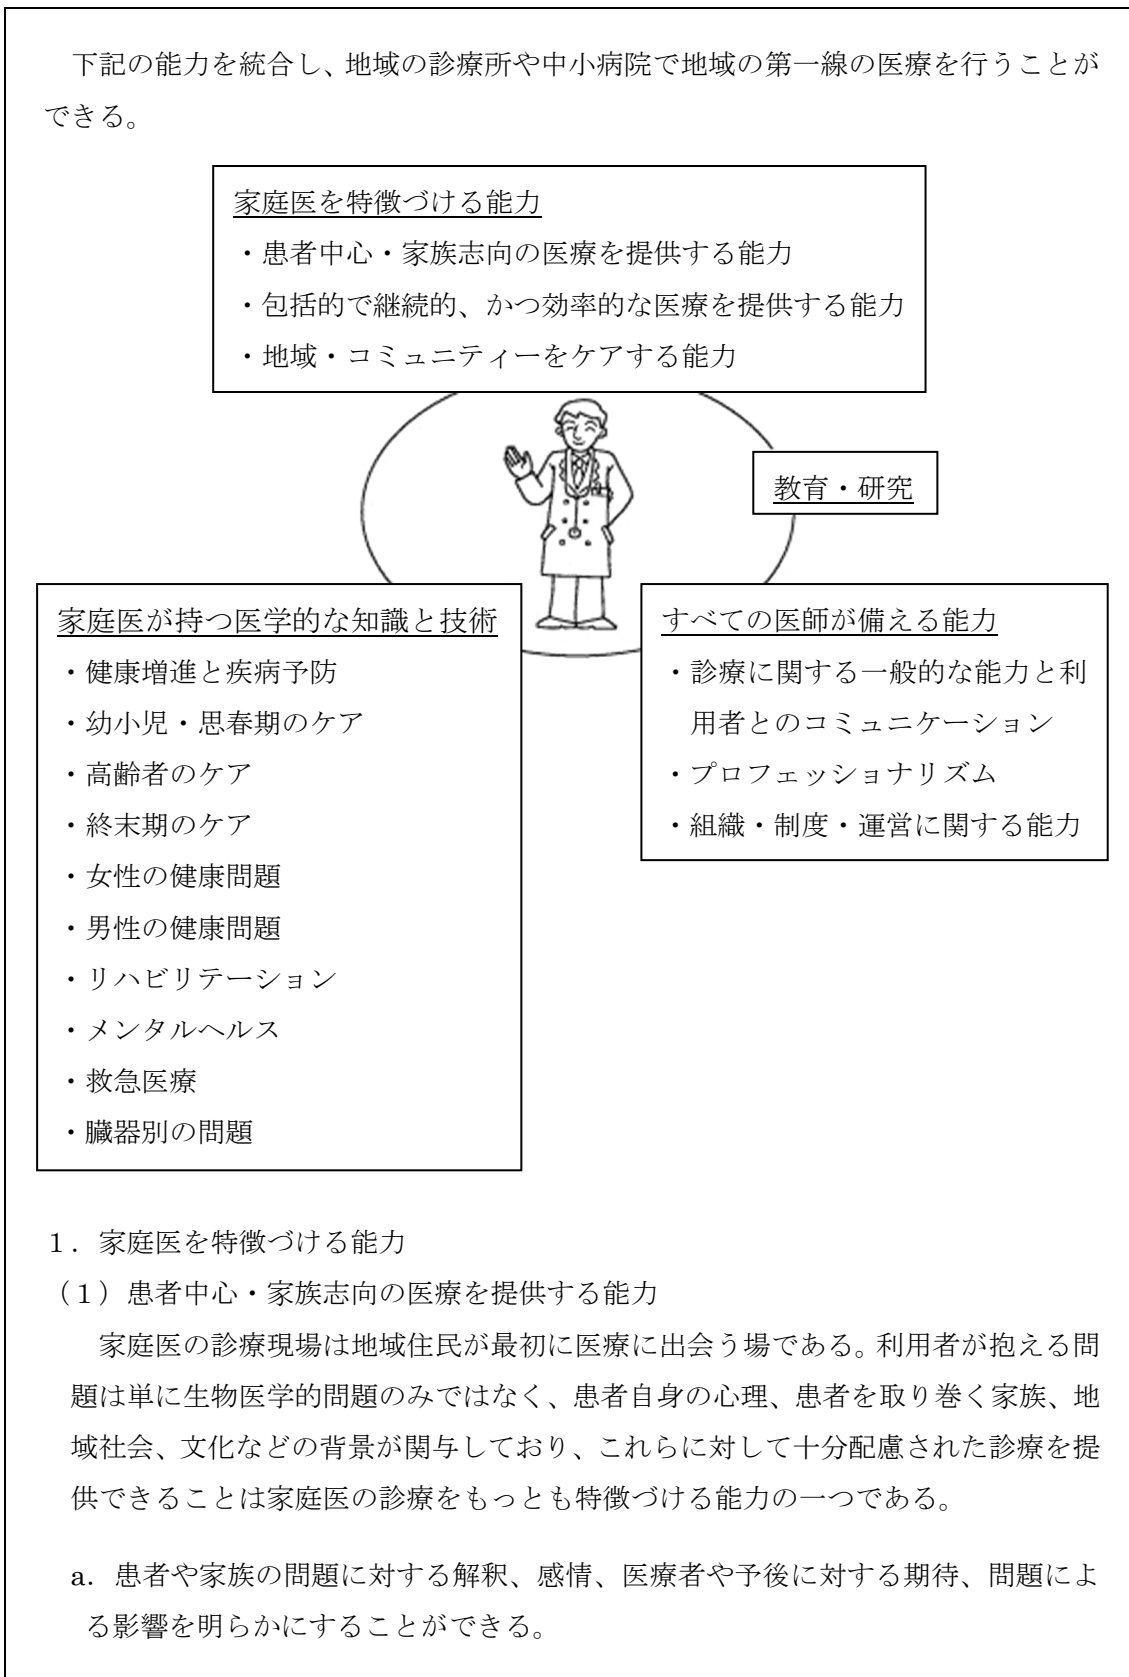 下記の能力を統合し、地域の診療所や中小病院で地域の第一線の医療を行うことが
できる。
家庭医を特徴づける能力
・患者中心・家族志向の医療を提供する能力
・包括的で継続的、かつ効率的な医療を提供する能力
・地域・コミュニティーをケアする能力
教育・研究
家庭医が持つ医学的な知識と技術
・健康増進と疾病予防
・幼小児・思春期のケア
・高齢者のケア
・終末期のケア
・女性の健康問題
・男性の健康問題
・リハビリテーション
・メンタルヘルス
・救急医療
・臓器別の問題
すべての医師が備える能力
・診療に関する一般的な能力と利
用者とのコミュニケーション
・プロフェッショナリズム
・組織・制度・運営に関する能力
１．家庭医を特徴づける能力
（１）患者中心・家族志向の医療を提供する能力
家庭医の診療現場は地域住民が最初に医療に出会う場である。利用者が抱える問
題は単に生物医学的問題のみではなく、患者自身の心理、患者を取り巻く家族、地
域社会、文化などの背景が関与しており、これらに対して十分配慮された診療を提
供できることは家庭医の診療をもっとも特徴づける能力の一つである。
a. 患者や家族の問題に対する解釈、感情、医療者や予後に対する期待、問題によ
る影響を明らかにすることができる。